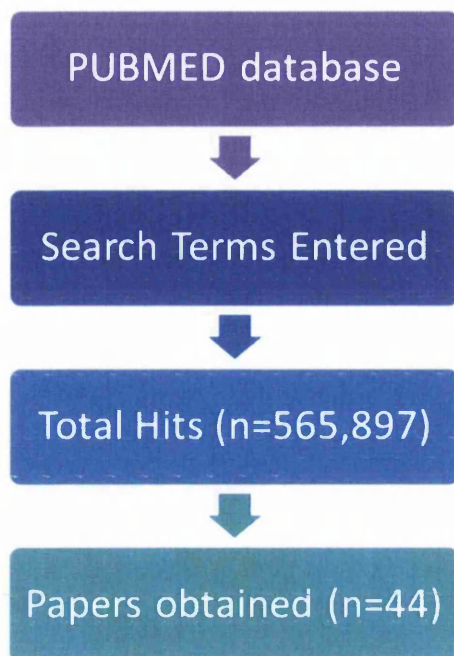 PUBMED database
Search Terms Entered
Total Hits (n=565,897)
Papers obtained (n=44)